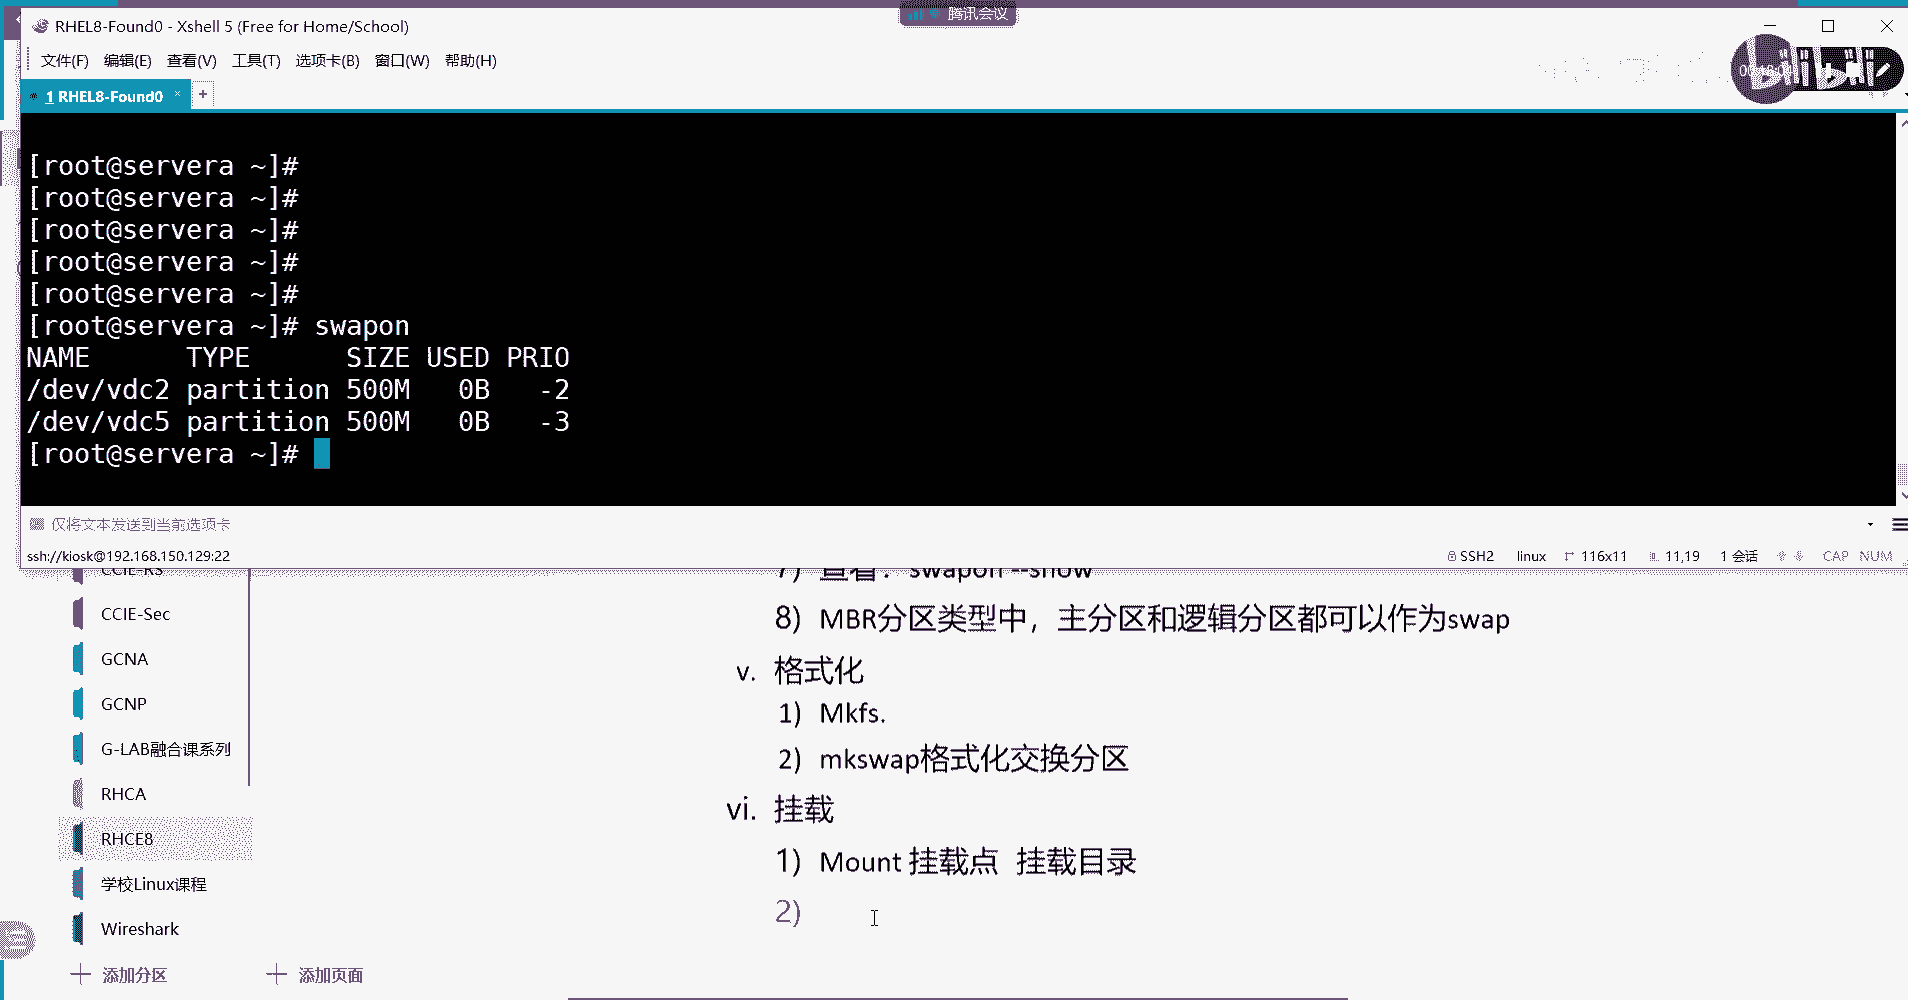 腾讯会议
RHEL8-Found0 - Xshell 5 (Free for Home/School)
文件(F) 编辑(E) 查看(V) 工具(T) 选项卡(B) 窗口(W) 帮助(H)
bilibili
1 RHEL8-Found0 × +
[root@servera ~]#
[root@servera ~]#
[root@servera ~]#
[root@servera ~]#
[root@servera ~]#
[root@servera ~]# swapon
NAME TYPE SIZE USED PRIO
/dev/vdc2 partition 500M 0B -2
/dev/vdc5 partition 500M 0B -3
[root@servera ~]#
仅将文本发送到当前选项卡
ssh://kiosk@192.168.150.129:22 SSH2 linux 116x11 11,19 1 会话 CAP NUM
CCIE-RS
7) 查看：swapon --show
CCIE-Sec
8) MBR分区类型中，主分区和逻辑分区都可以作为swap
GCNA
v. 格式化
GCNP
1) Mkfs.
G-LAB融合课系列
2) mkswap格式化交换分区
RHCA
vi. 挂载
RHCE8
1) Mount 挂载点 挂载目录
学校Linux课程
2)
Wireshark
添加分区
添加页面